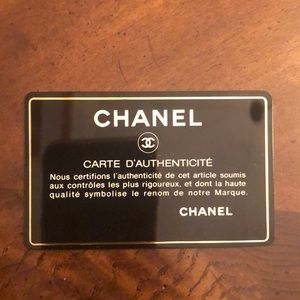 CHANEL
CARTE D'AUTHENTICITÉ
Nous certifions l'authenticité de cet article soumis
aux contrôles les plus rigoureux, et dont la haute
qualité symbolise le renom de notre Marque.
CHANEL